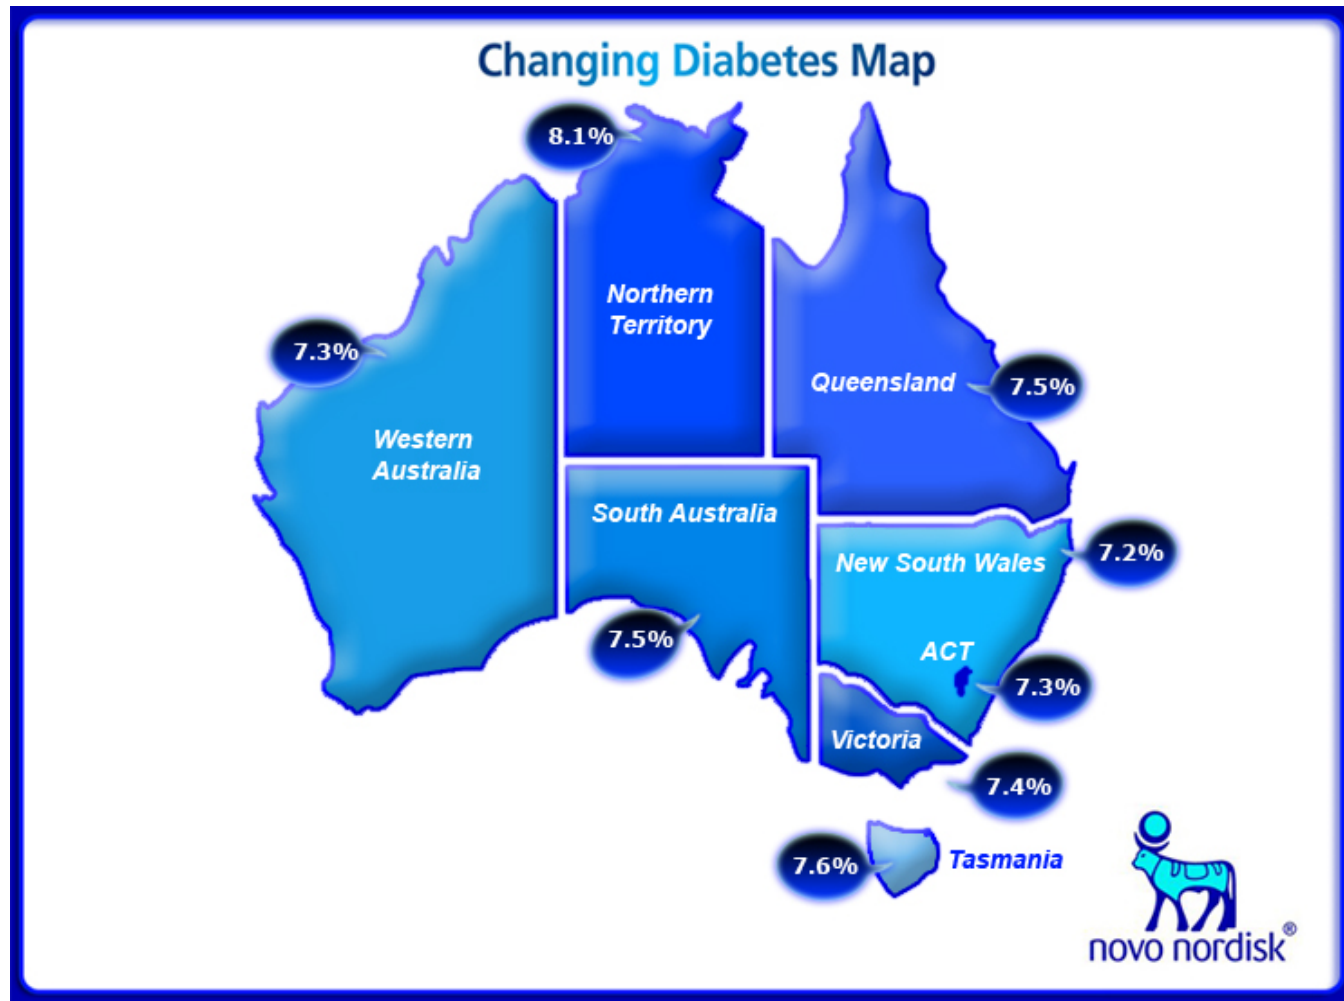 Changing Diabetes Map
8.1%
Northern
Territory
7.3%
Western
Australia
Queensland
7.5%
South Australia
7.5%
New South Wales
7.2%
ACT
7.3%
Victoria
7.4%
7.6%
Tasmania
novo nordisk®